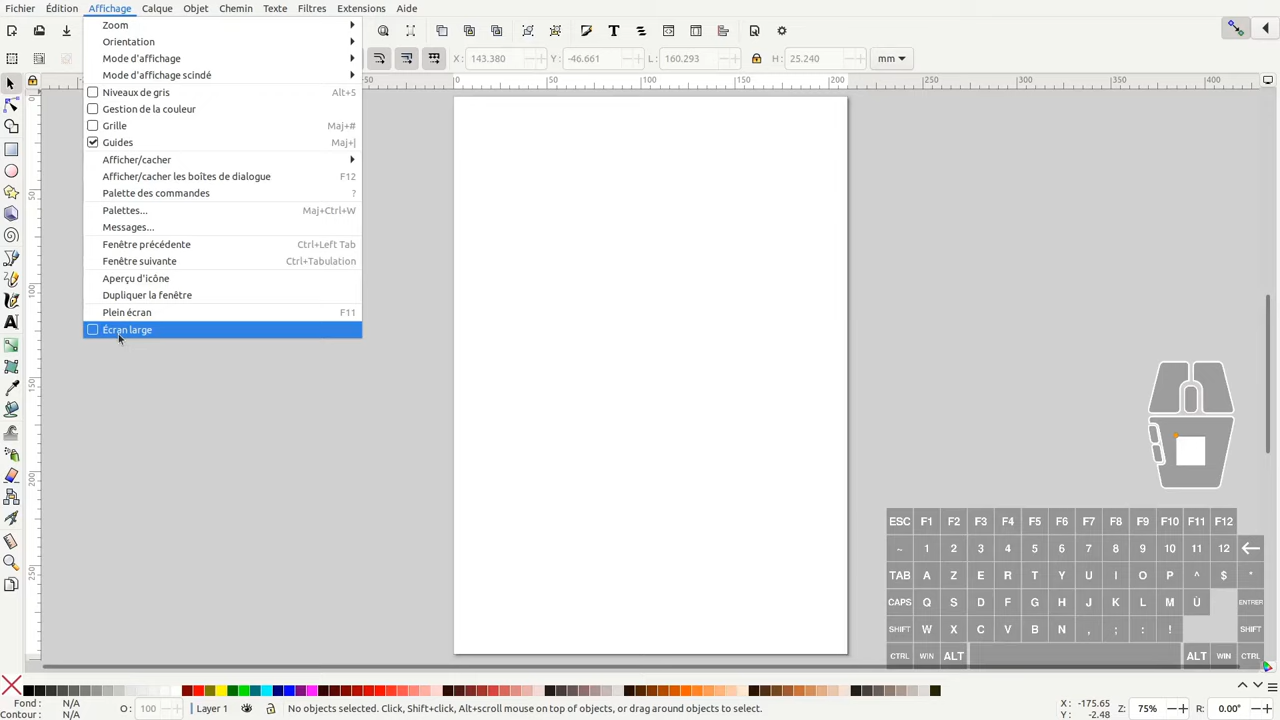 Fichier Édition Affichage Calque Objet Chemin Texte Filtres Extensions Aide
X : 143.380 Y : -46.661 L : 160.293 H : 25.240 mm
Zoom
Orientation
Mode d'affichage
Mode d'affichage scindé
Niveaux de gris Alt+5
Gestion de la couleur
Grille Maj+#
Guides Maj+|
Afficher/cacher
Afficher/cacher les boîtes de dialogue F12
Palette des commandes ?
Palettes... Maj+Ctrl+W
Messages...
Fenêtre précédente Ctrl+Left Tab
Fenêtre suivante Ctrl+Tabulation
Aperçu d'icône
Dupliquer la fenêtre
Plein écran F11
Écran large
50 0 50 100 150 200 250 300 350 400
0
50
100
150
200
250
ESC F1 F2 F3 F4 F5 F6 F7 F8 F9 F10 F11 F12
~ 1 2 3 4 5 6 7 8 9 10 11 12
TAB A Z E R T Y U I O P ^ $ *
CAPS Q S D F G H J K L M Ü ENTRER
SHIFT W X C V B N , ; : ! SHIFT
CTRL WIN ALT ALT WIN CTRL
Fond : N/A
Contour : N/A
O : 100 Layer 1 No objects selected. Click, Shift+click, Alt+scroll mouse on top of objects, or drag around objects to select.
X : -175.65
Y : -2.48
Z : 75% R : 0.00°